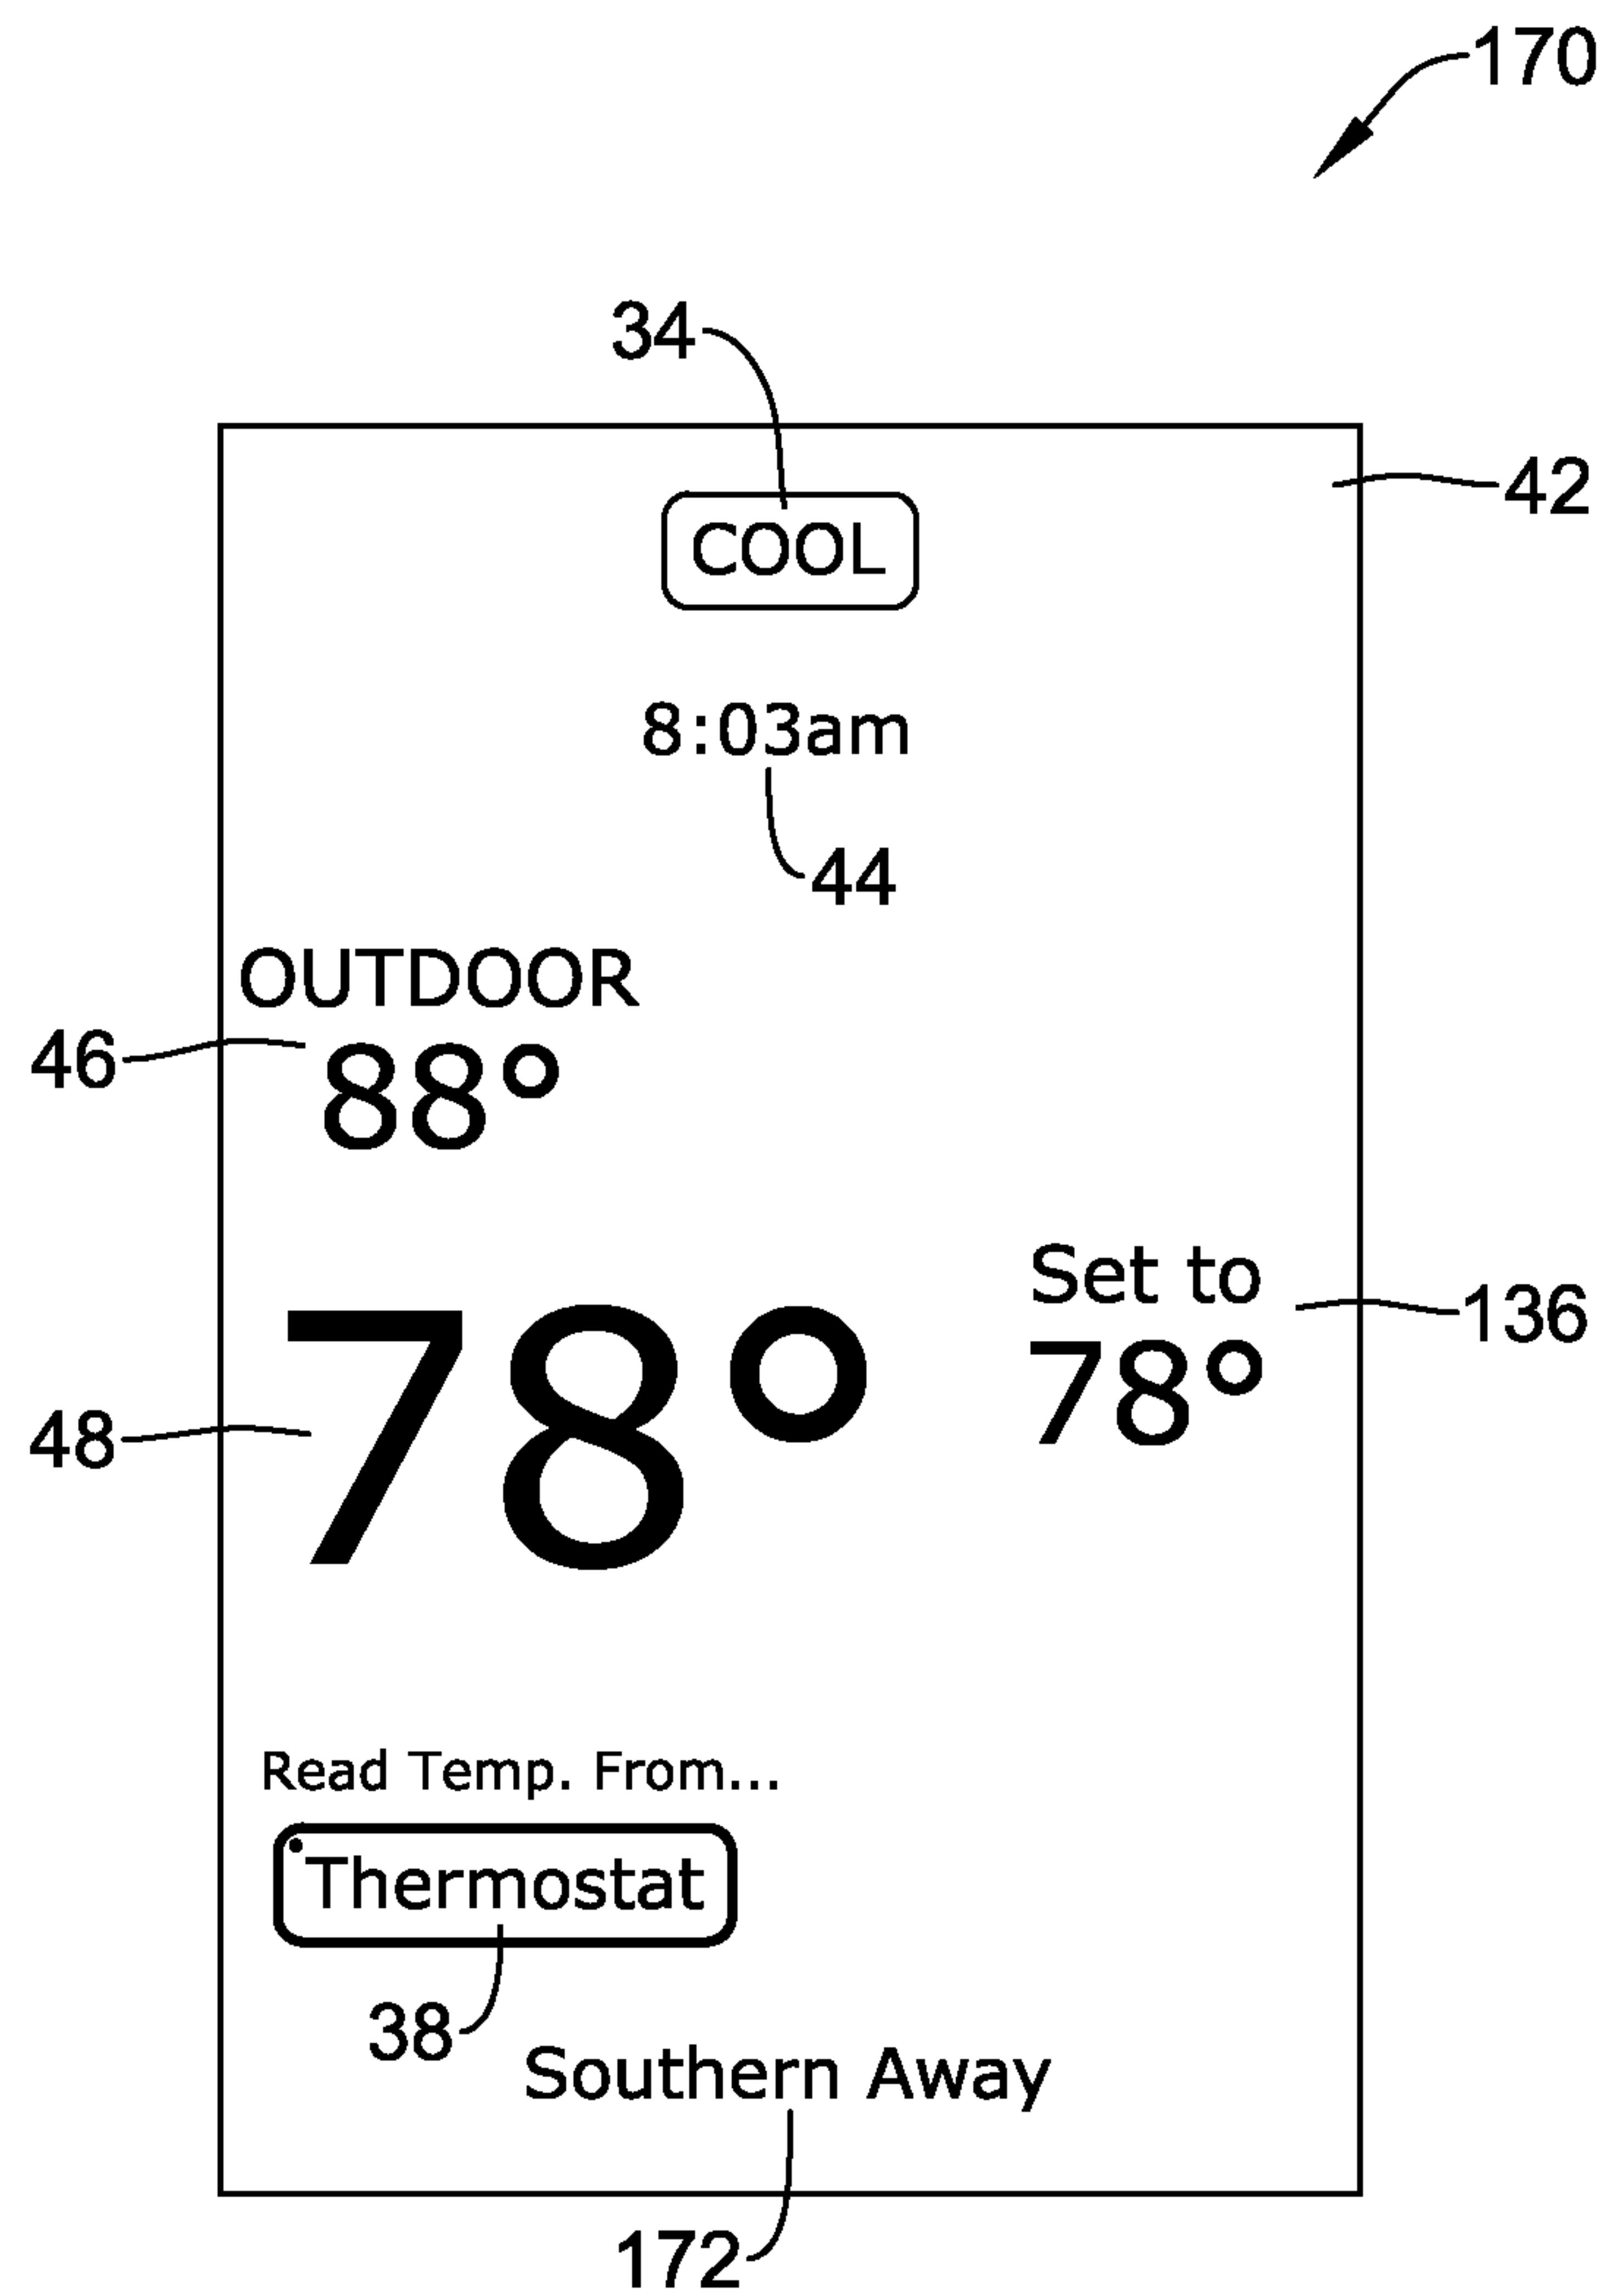 170
34
42
COOL
8:03am
44
OUTDOOR
46
88°
Set to
136
78°
48
78°
Read Temp. From...
Thermostat
38
Southern Away
172